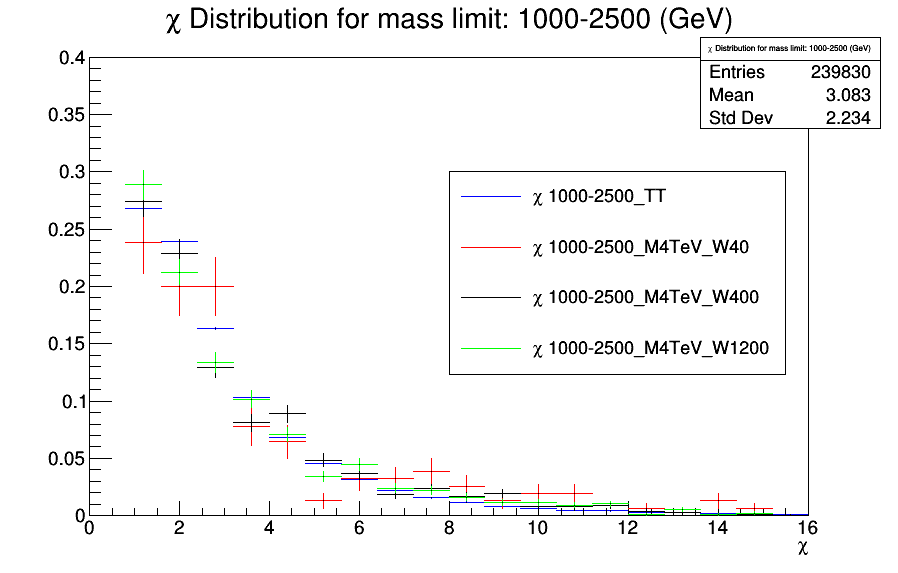 χ Distribution for mass limit: 1000-2500 (GeV)
χ Distribution for mass limit: 1000-2500 (GeV)
Entries 239830
Mean 3.083
Std Dev 2.234
0.4
0.35
0.3
0.25
0.2
0.15
0.1
0.05
0
χ 1000-2500_TT
χ 1000-2500_M4TeV_W40
χ 1000-2500_M4TeV_W400
χ 1000-2500_M4TeV_W1200
0 2 4 6 8 10 12 14 16
χ